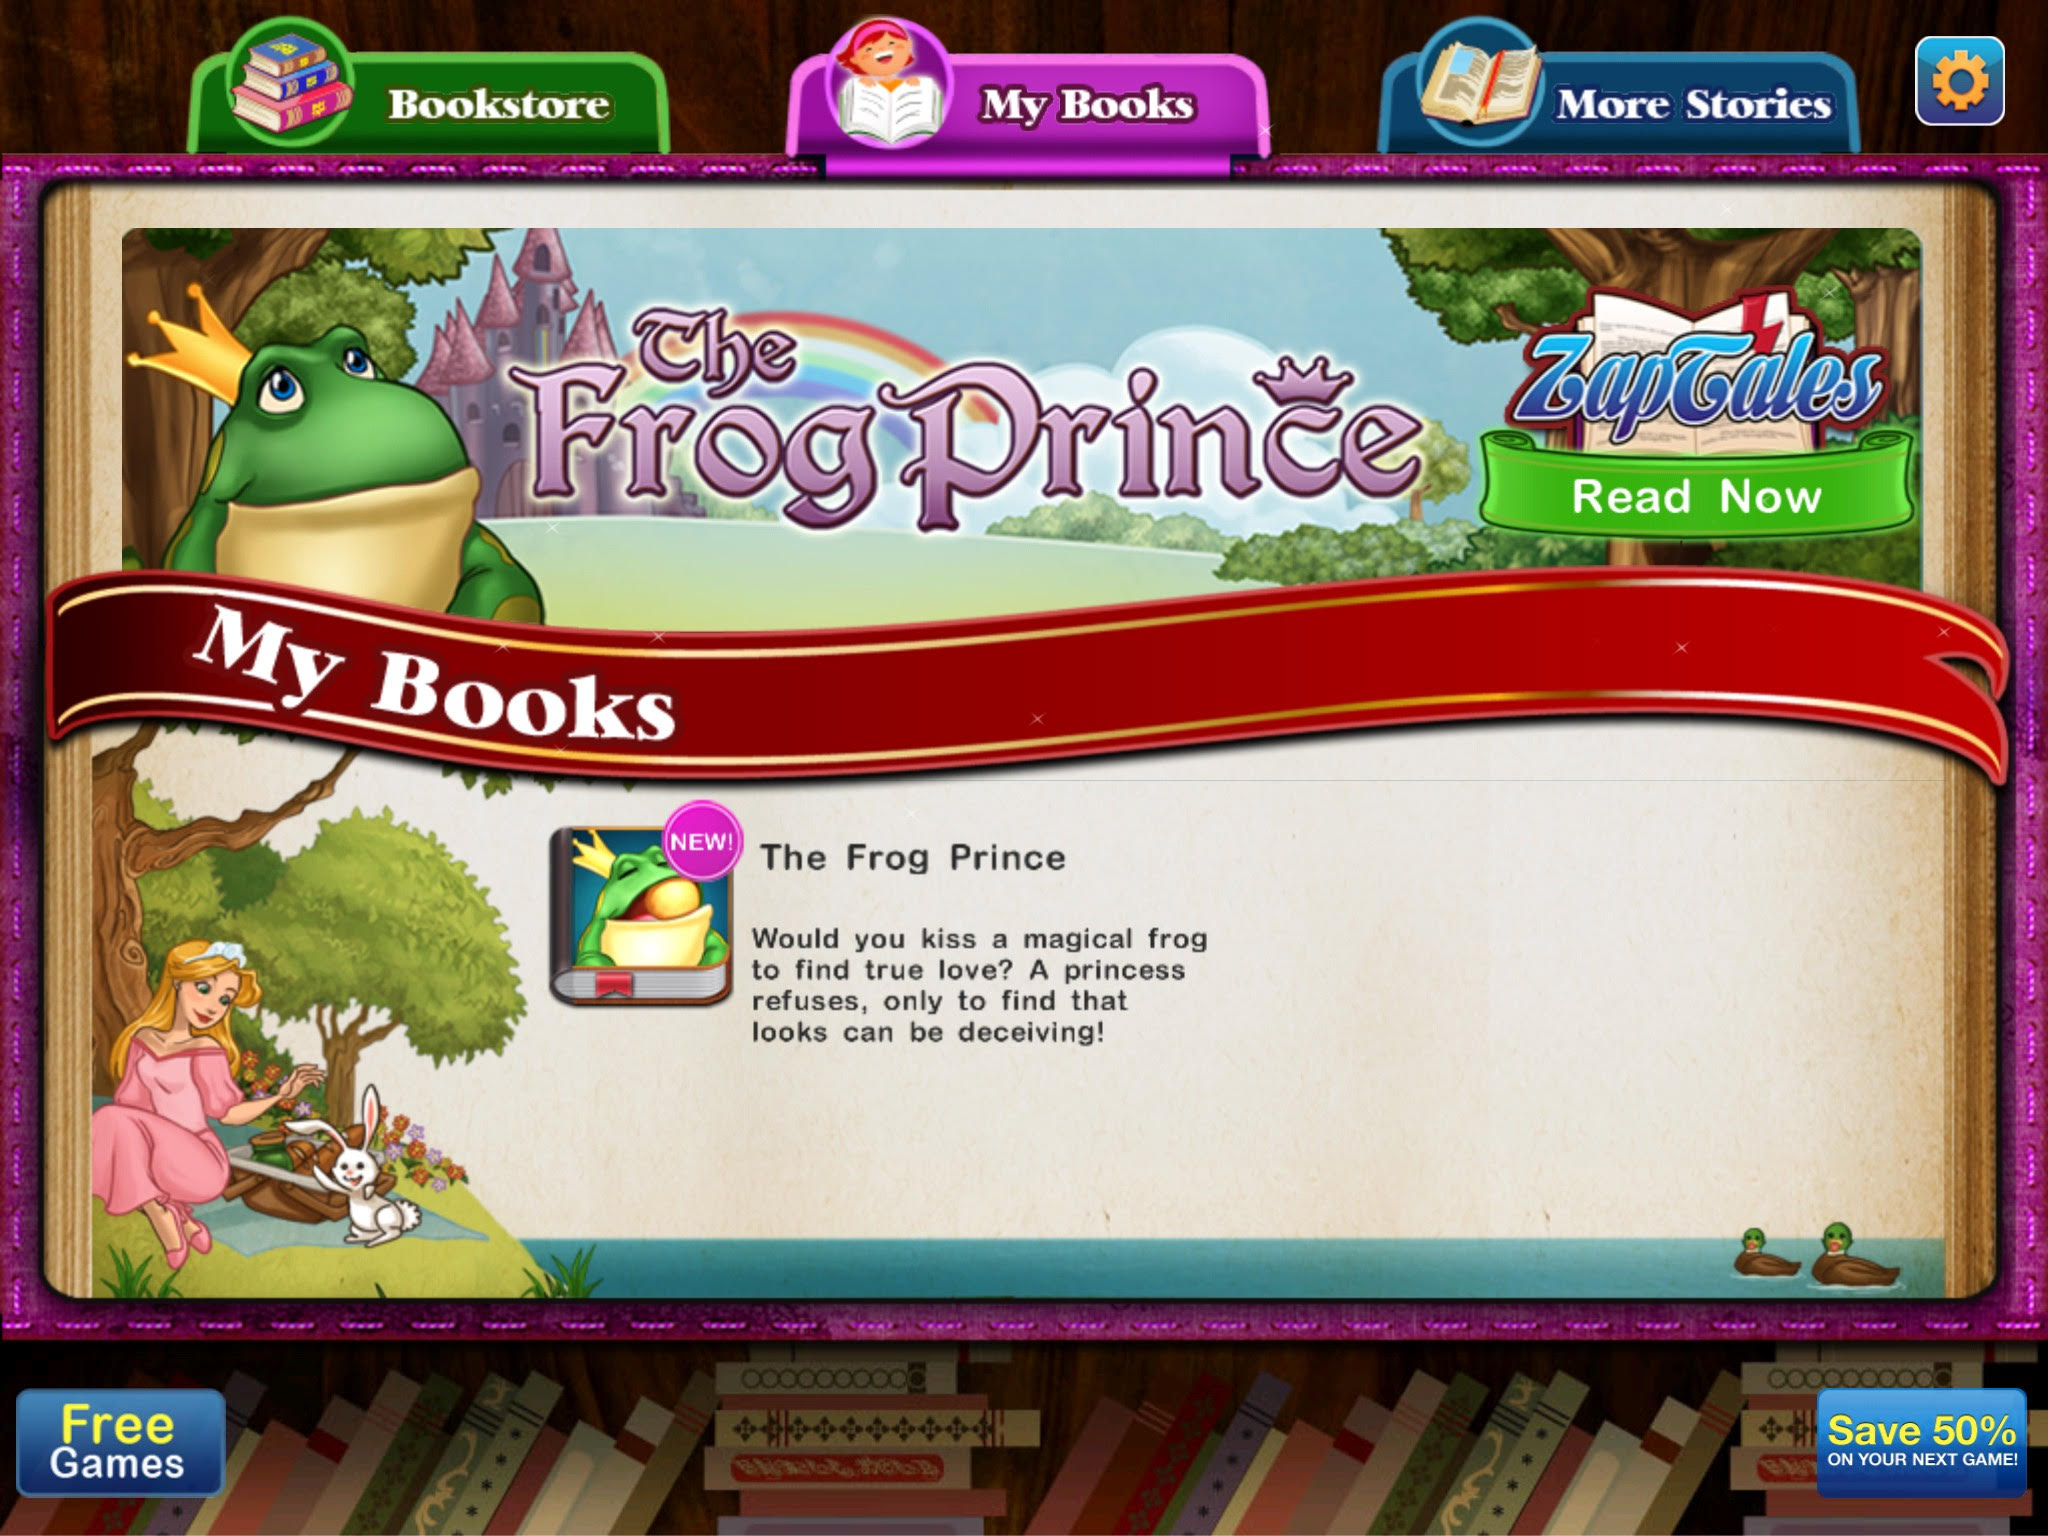 Bookstore
My Books
More Stories
The
Frog Prince
ZapTales
Read Now
My Books
NEW!
The Frog Prince
Would you kiss a magical frog
to find true love? A princess
refuses, only to find that
looks can be deceiving!
Free
Games
Save 50%
ON YOUR NEXT GAME!